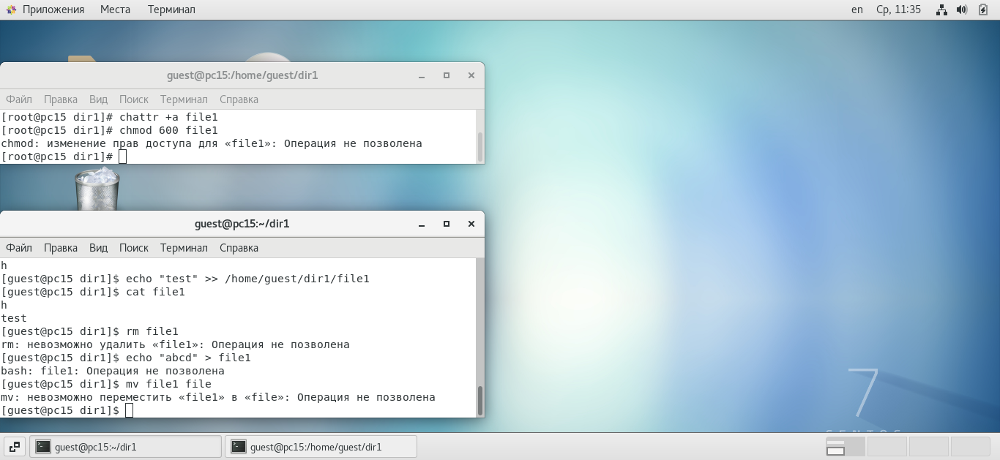 Приложения Места Терминал en Ср, 11:35
guest@pc15:/home/guest/dir1
Файл Правка Вид Поиск Терминал Справка
[root@pc15 dir1]# chattr +a file1
[root@pc15 dir1]# chmod 600 file1
chmod: изменение прав доступа для «file1»: Операция не позволена
[root@pc15 dir1]#
guest@pc15:~/dir1
Файл Правка Вид Поиск Терминал Справка
h
[guest@pc15 dir1]$ echo "test" >> /home/guest/dir1/file1
[guest@pc15 dir1]$ cat file1
h
test
[guest@pc15 dir1]$ rm file1
rm: невозможно удалить «file1»: Операция не позволена
[guest@pc15 dir1]$ echo "abcd" > file1
bash: file1: Операция не позволена
[guest@pc15 dir1]$ mv file1 file
mv: невозможно переместить «file1» в «file»: Операция не позволена
[guest@pc15 dir1]$
7
guest@pc15:~/dir1 guest@pc15:/home/guest/dir1